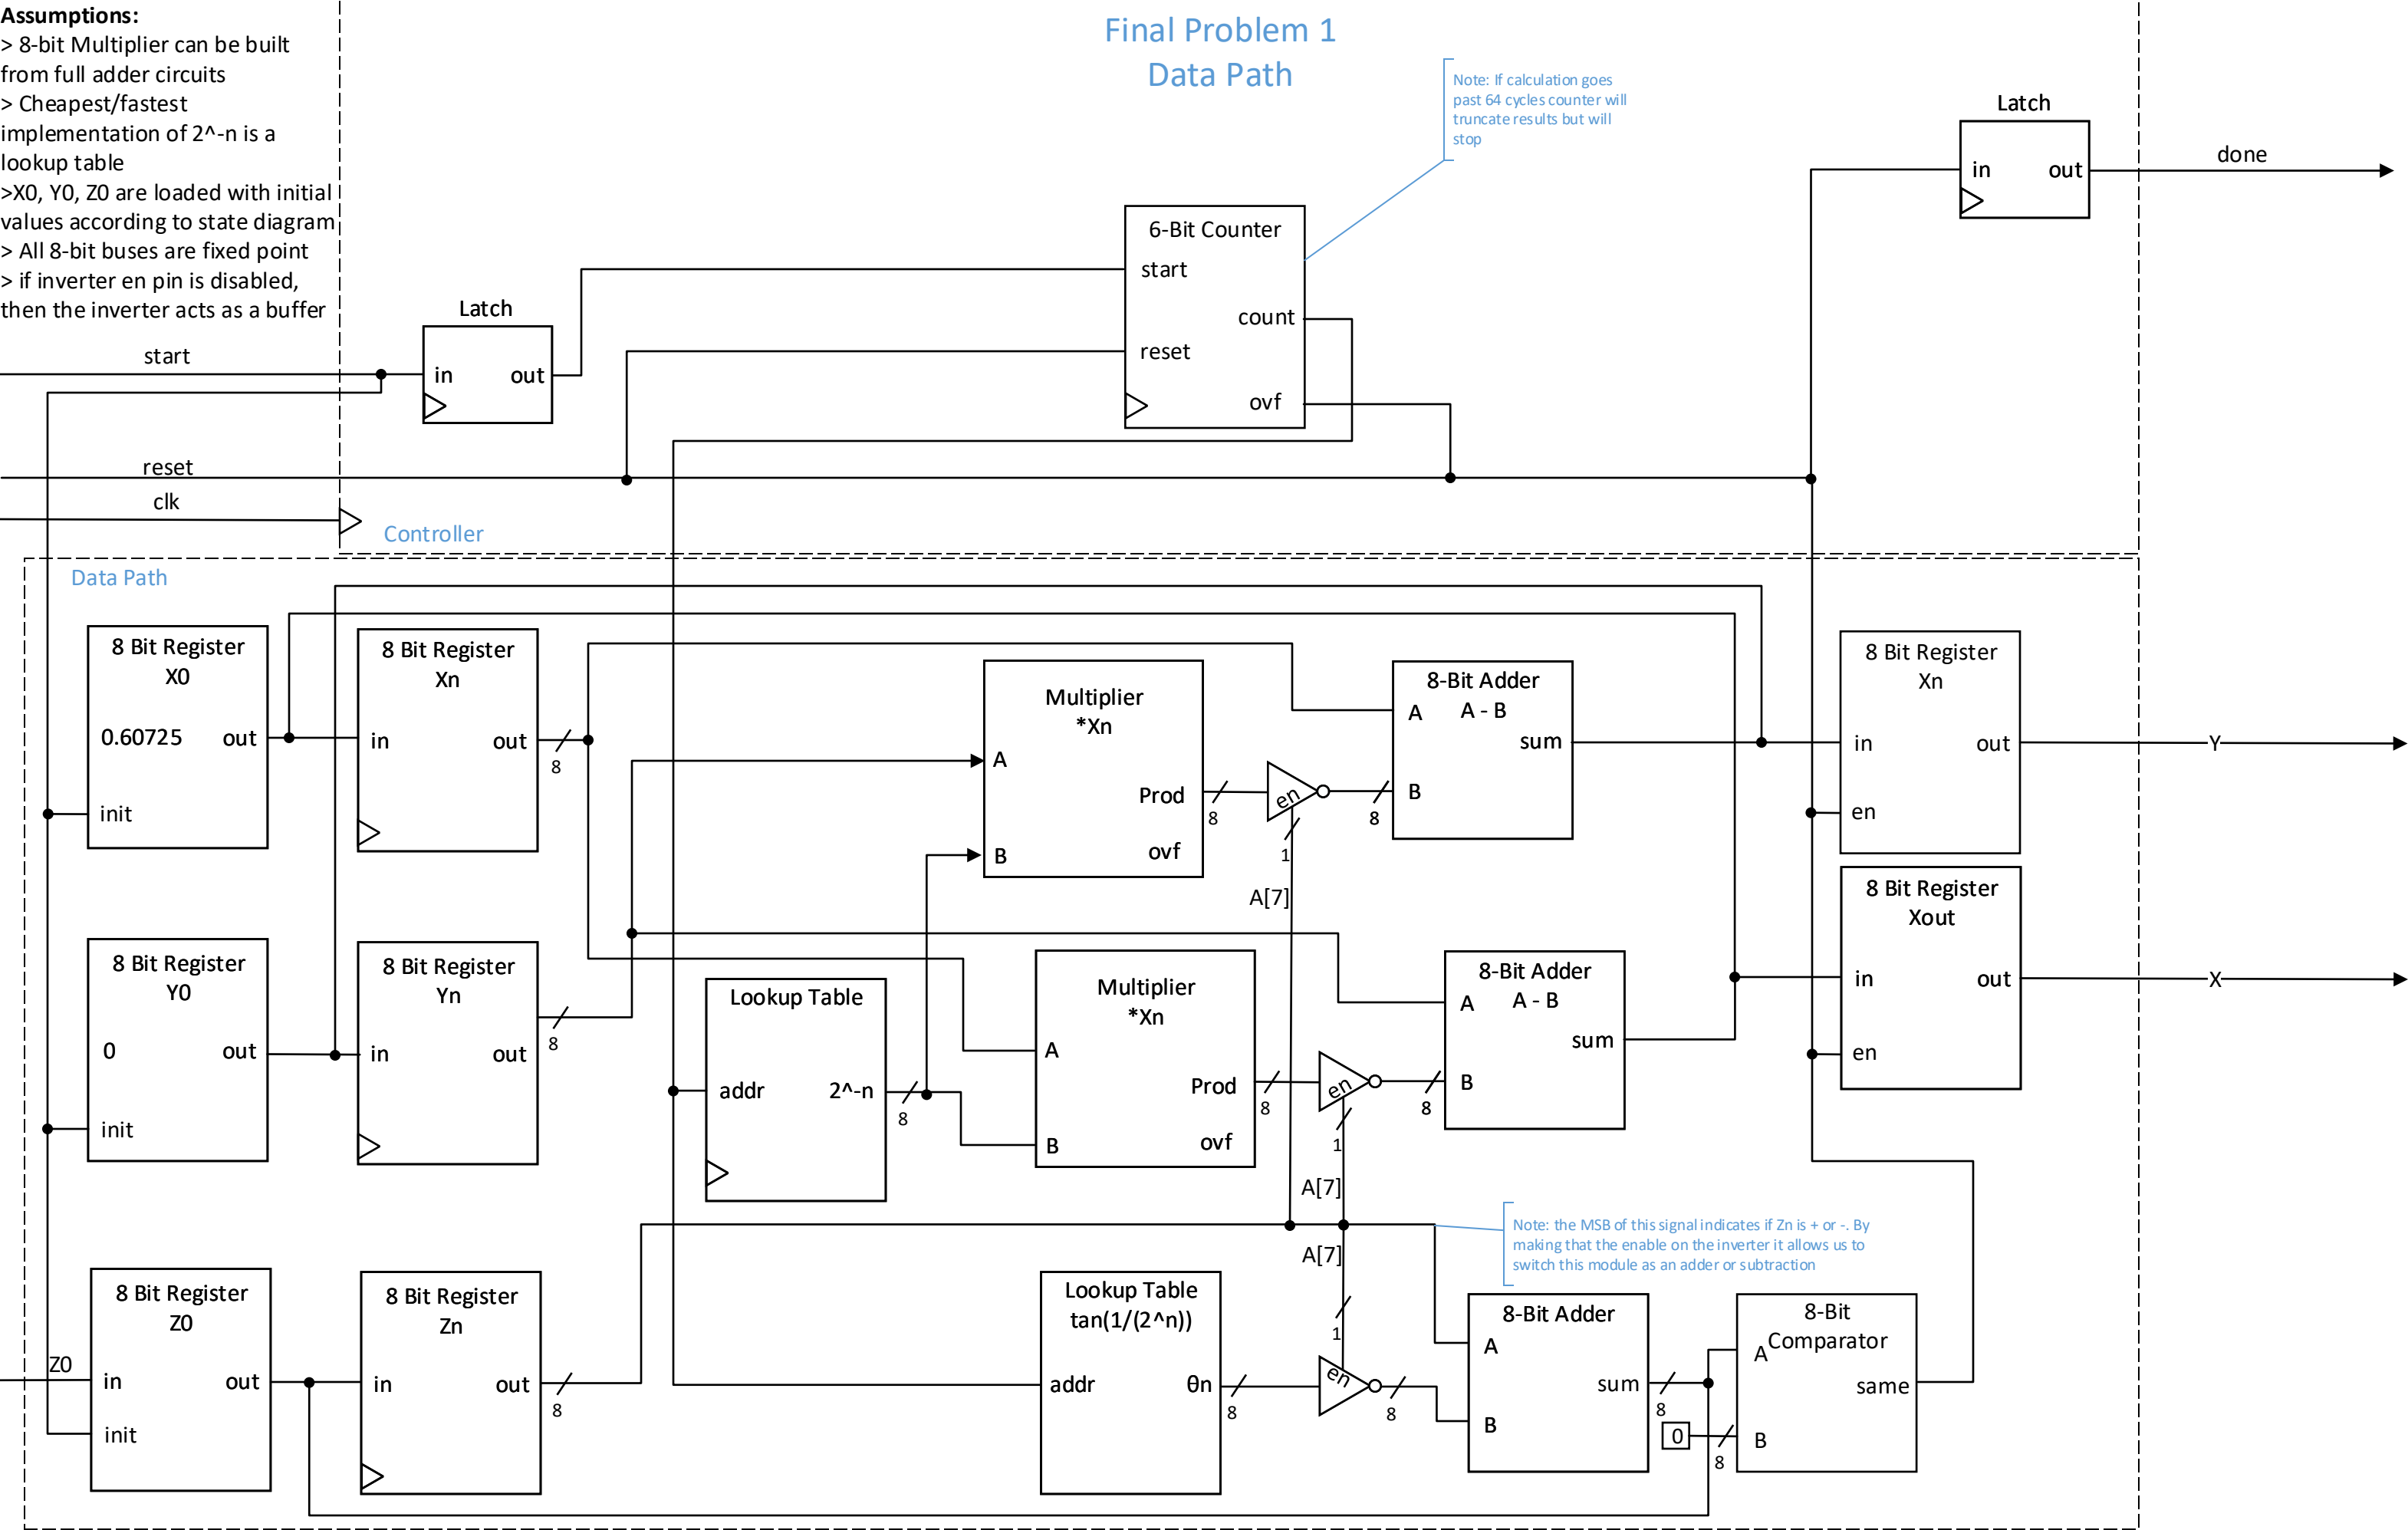 Assumptions:
> 8-bit Multiplier can be built
from full adder circuits
> Cheapest/fastest
implementation of 2^-n is a
lookup table
>X0, Y0, Z0 are loaded with initial
values according to state diagram
> All 8-bit buses are fixed point
> if inverter en pin is disabled,
then the inverter acts as a buffer
Final Problem 1
Data Path
Note: If calculation goes
past 64 cycles counter will
truncate results but will
stop
Latch
in
out
done
6-Bit Counter
start
count
reset
ovf
Latch
in
out
start
reset
clk
Controller
Data Path
8 Bit Register
X0
0.60725
out
init
8 Bit Register
Xn
in
out
8
Multiplier
*Xn
A
Prod
B
ovf
8
en
1
A[7]
8
8-Bit Adder
A - B
A
sum
B
8 Bit Register
Xn
in
out
en
Y
8 Bit Register
Y0
0
out
init
8 Bit Register
Yn
in
out
8
Lookup Table
addr
2^-n
8
Multiplier
*Xn
A
Prod
B
ovf
8
en
1
A[7]
8
8-Bit Adder
A - B
A
sum
B
8 Bit Register
Xout
in
out
en
X
Note: the MSB of this signal indicates if Zn is + or -. By
making that the enable on the inverter it allows us to
switch this module as an adder or subtraction
Z0
8 Bit Register
Z0
in
out
init
8 Bit Register
Zn
in
out
8
Lookup Table
tan(1/(2^n))
addr
θn
8
A[7]
1
en
8
8-Bit Adder
A
sum
B
8
0
8
8-Bit
Comparator
A
same
B